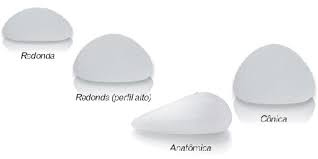 Redonda
Redonda (perfil alto)
Anatômica
Cônica